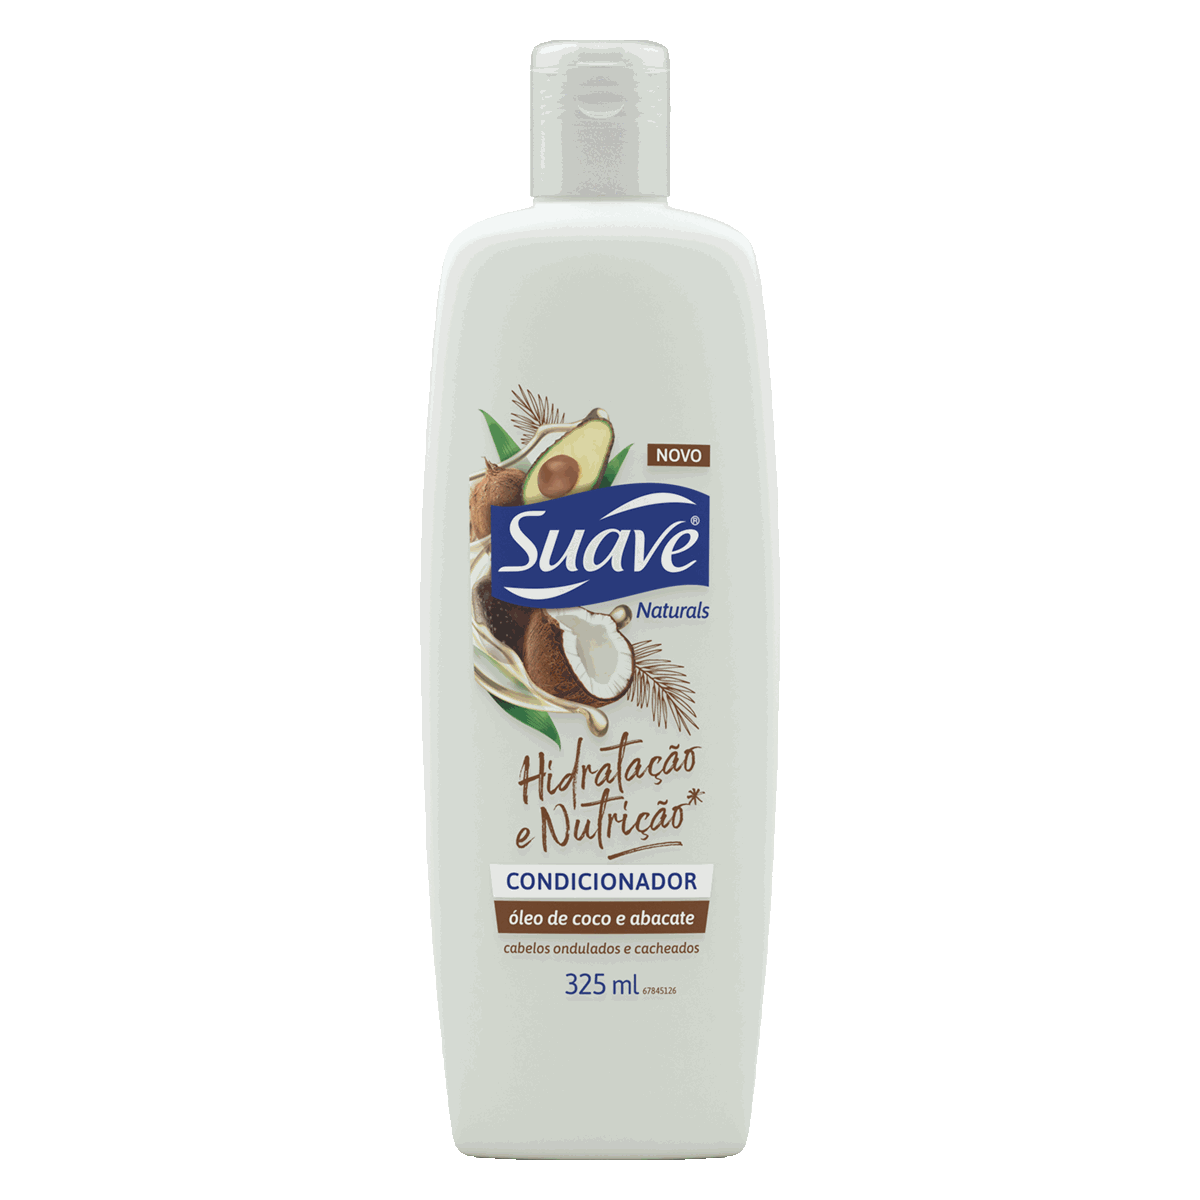 NOVO
Suave®
Naturals
Hidratação
e Nutrição*
CONDICIONADOR
óleo de coco e abacate
cabelos ondulados e cacheados
325 ml 67845126